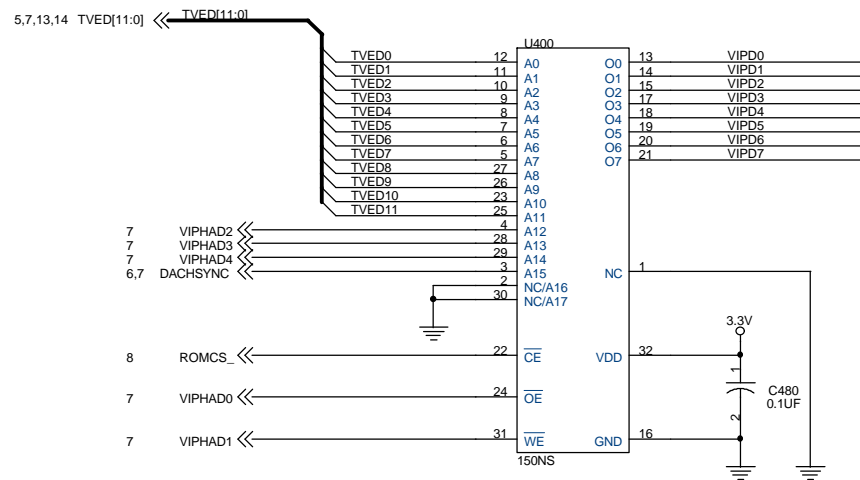 5,7,13,14 TVED[11:0] TVED[11:0]
U400
TVED0 12 A0 O0 13 VIPD0
TVED1 11 A1 O1 14 VIPD1
TVED2 10 A2 O2 15 VIPD2
TVED3 9 A3 O3 17 VIPD3
TVED4 8 A4 O4 18 VIPD4
TVED5 7 A5 O5 19 VIPD5
TVED6 6 A6 O6 20 VIPD6
TVED7 5 A7 O7 21 VIPD7
TVED8 27 A8
TVED9 26 A9
TVED10 23 A10
TVED11 25 A11
7 VIPHAD2 4 A12
7 VIPHAD3 28 A13
7 VIPHAD4 29 A14
6,7 DACHSYNC 3 A15 NC 1
2 NC/A16
30 NC/A17
3.3V
8 ROMCS_ 22 CE VDD 32
1
C480
0.1UF
7 VIPHAD0 24 OE
2
7 VIPHAD1 31 WE GND 16
150NS